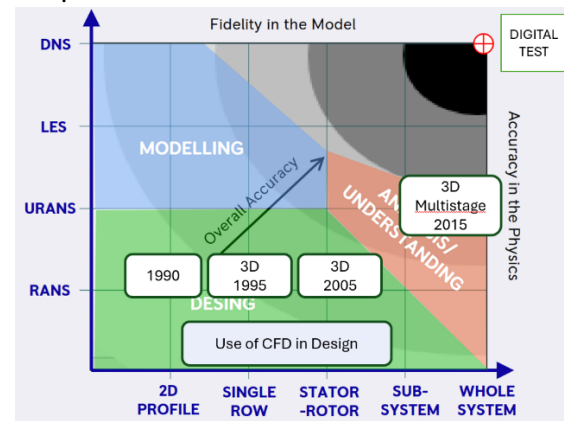 Fidelity in the Model
DNS
DIGITAL
TEST
LES
MODELLING
Overall Accuracy
Accuracy in the Physics
URANS
3D
Multistage
2015
UNDERSTANDING
1990
3D
1995
3D
2005
RANS
DESING
Use of CFD in Design
2D
PROFILE
SINGLE
ROW
STATOR
-ROTOR
SUB-
SYSTEM
WHOLE
SYSTEM